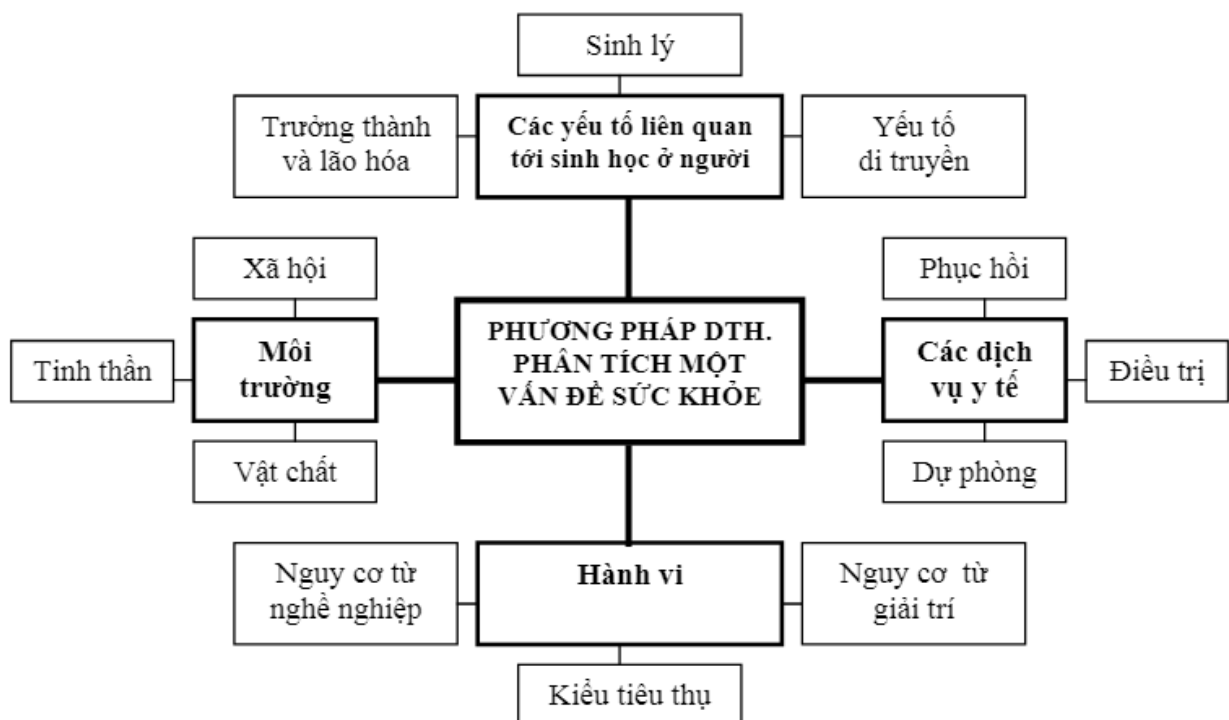 Sinh lý
Trưởng thành
và lão hóa
Các yếu tố liên quan
tới sinh học ở người
Yếu tố
di truyền
Xã hội
Phục hồi
Tinh thần
Môi
trường
PHƯƠNG PHÁP DTH.
PHÂN TÍCH MỘT
VẤN ĐỀ SỨC KHỎE
Các dịch
vụ y tế
Điều trị
Vật chất
Dự phòng
Nguy cơ từ
nghề nghiệp
Hành vi
Nguy cơ từ
giải trí
Kiểu tiêu thụ